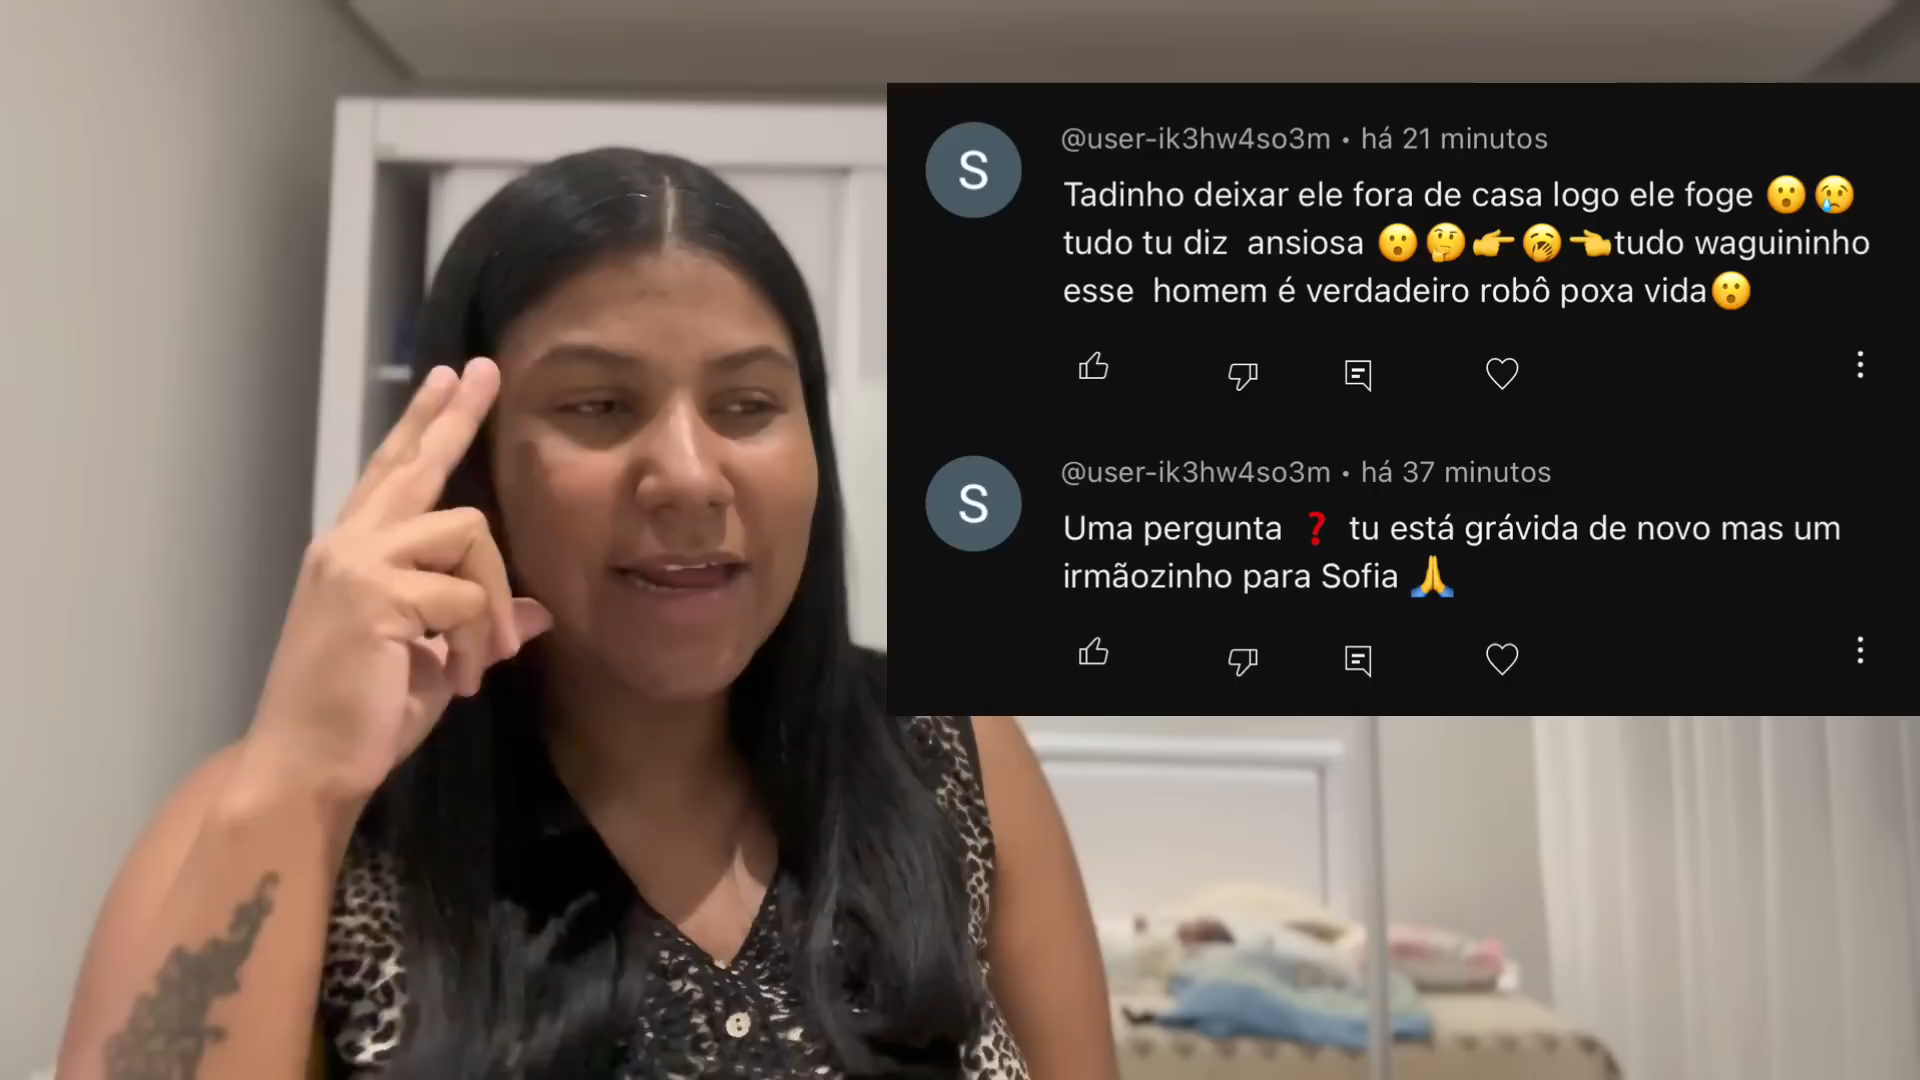 S
@user-ik3hw4so3m • há 21 minutos
Tadinho deixar ele fora de casa logo ele foge 😮😢
tudo tu diz  ansiosa 😮🤔👉🥱👈tudo waguininho
esse  homem é verdadeiro robô poxa vida😮
S
@user-ik3hw4so3m • há 37 minutos
Uma pergunta ❓ tu está grávida de novo mas um
irmãozinho para Sofia 🙏